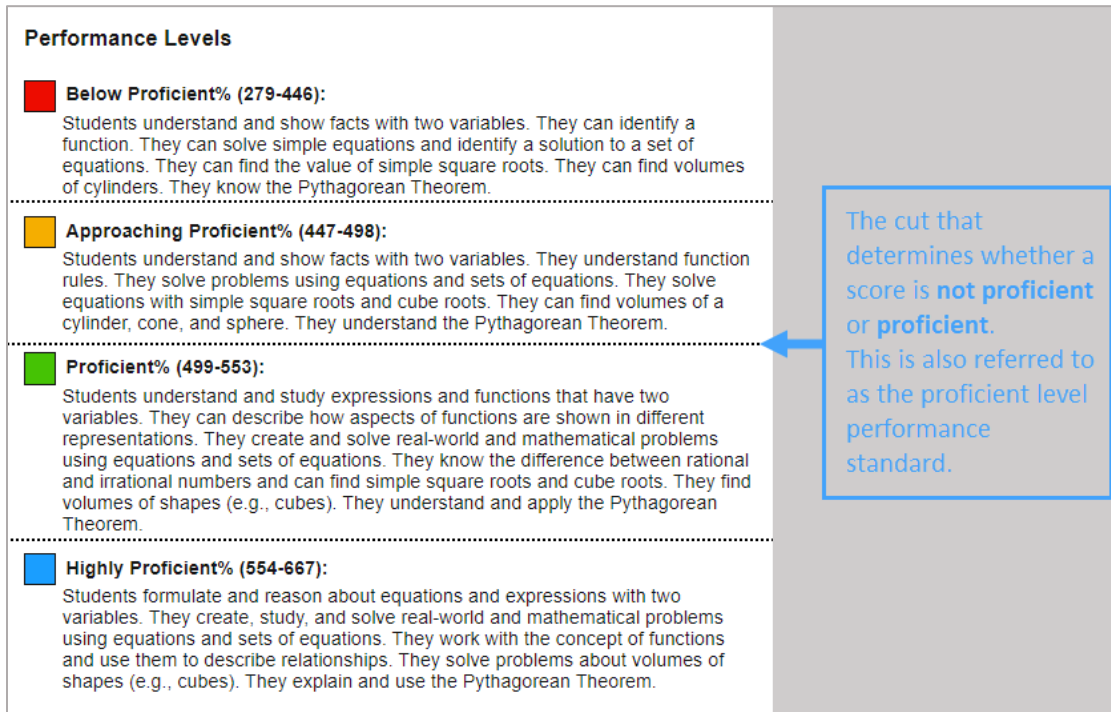 Performance Levels
Below Proficient% (279-446):
Students understand and show facts with two variables. They can identify a
function. They can solve simple equations and identify a solution to a set of
equations. They can find the value of simple square roots. They can find volumes
of cylinders. They know the Pythagorean Theorem.
Approaching Proficient% (447-498):
Students understand and show facts with two variables. They understand function
rules. They solve problems using equations and sets of equations. They solve
equations with simple square roots and cube roots. They can find volumes of a
cylinder, cone, and sphere. They understand the Pythagorean Theorem.
Proficient% (499-553):
Students understand and study expressions and functions that have two
variables. They can describe how aspects of functions are shown in different
representations. They create and solve real-world and mathematical problems
using equations and sets of equations. They know the difference between rational
and irrational numbers and can find simple square roots and cube roots. They find
volumes of shapes (e.g., cubes). They understand and apply the Pythagorean
Theorem.
Highly Proficient% (554-667):
Students formulate and reason about equations and expressions with two
variables. They create, study, and solve real-world and mathematical problems
using equations and sets of equations. They work with the concept of functions
and use them to describe relationships. They solve problems about volumes of
shapes (e.g., cubes). They explain and use the Pythagorean Theorem.
The cut that
determines whether a
score is not proficient
or proficient.
This is also referred to
as the proficient level
performance
standard.